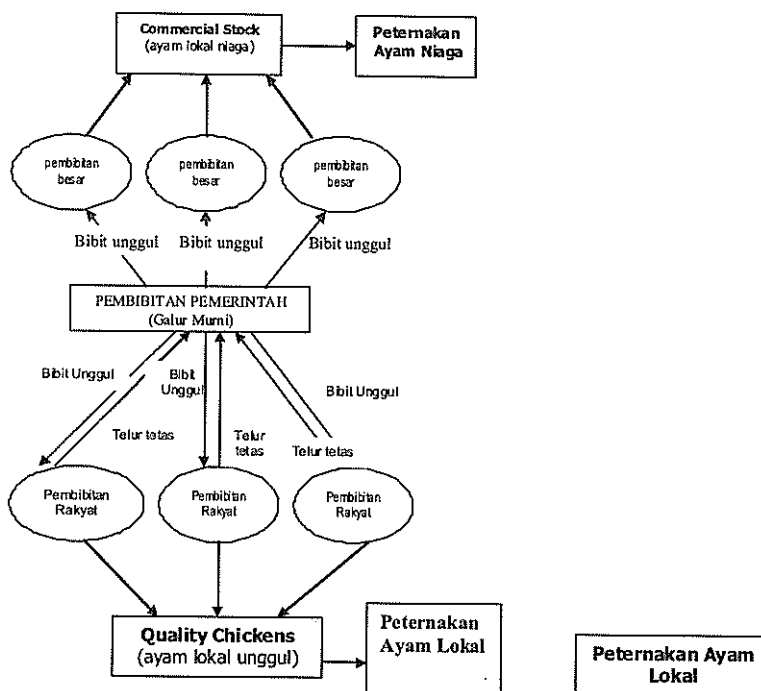 Commercial Stock
(ayam lokal niaga)
Peternakan
Ayam Niaga
pembibitan
besar
pembibitan
besar
pembibitan
besar
Bibit unggul
Bibit unggul
Bibit unggul
PEMBIBITAN PEMERINTAH
(Galur Murni)
Bibit Unggul
Bibit
Unggul
Bibit Unggul
Telur tetas
Telur
tetas
Telur tetas
Pembibitan
Rakyat
Pembibitan
Rakyat
Pembibitan
Rakyat
Quality Chickens
(ayam lokal unggul)
Peternakan
Ayam Lokal
Peternakan Ayam
Lokal